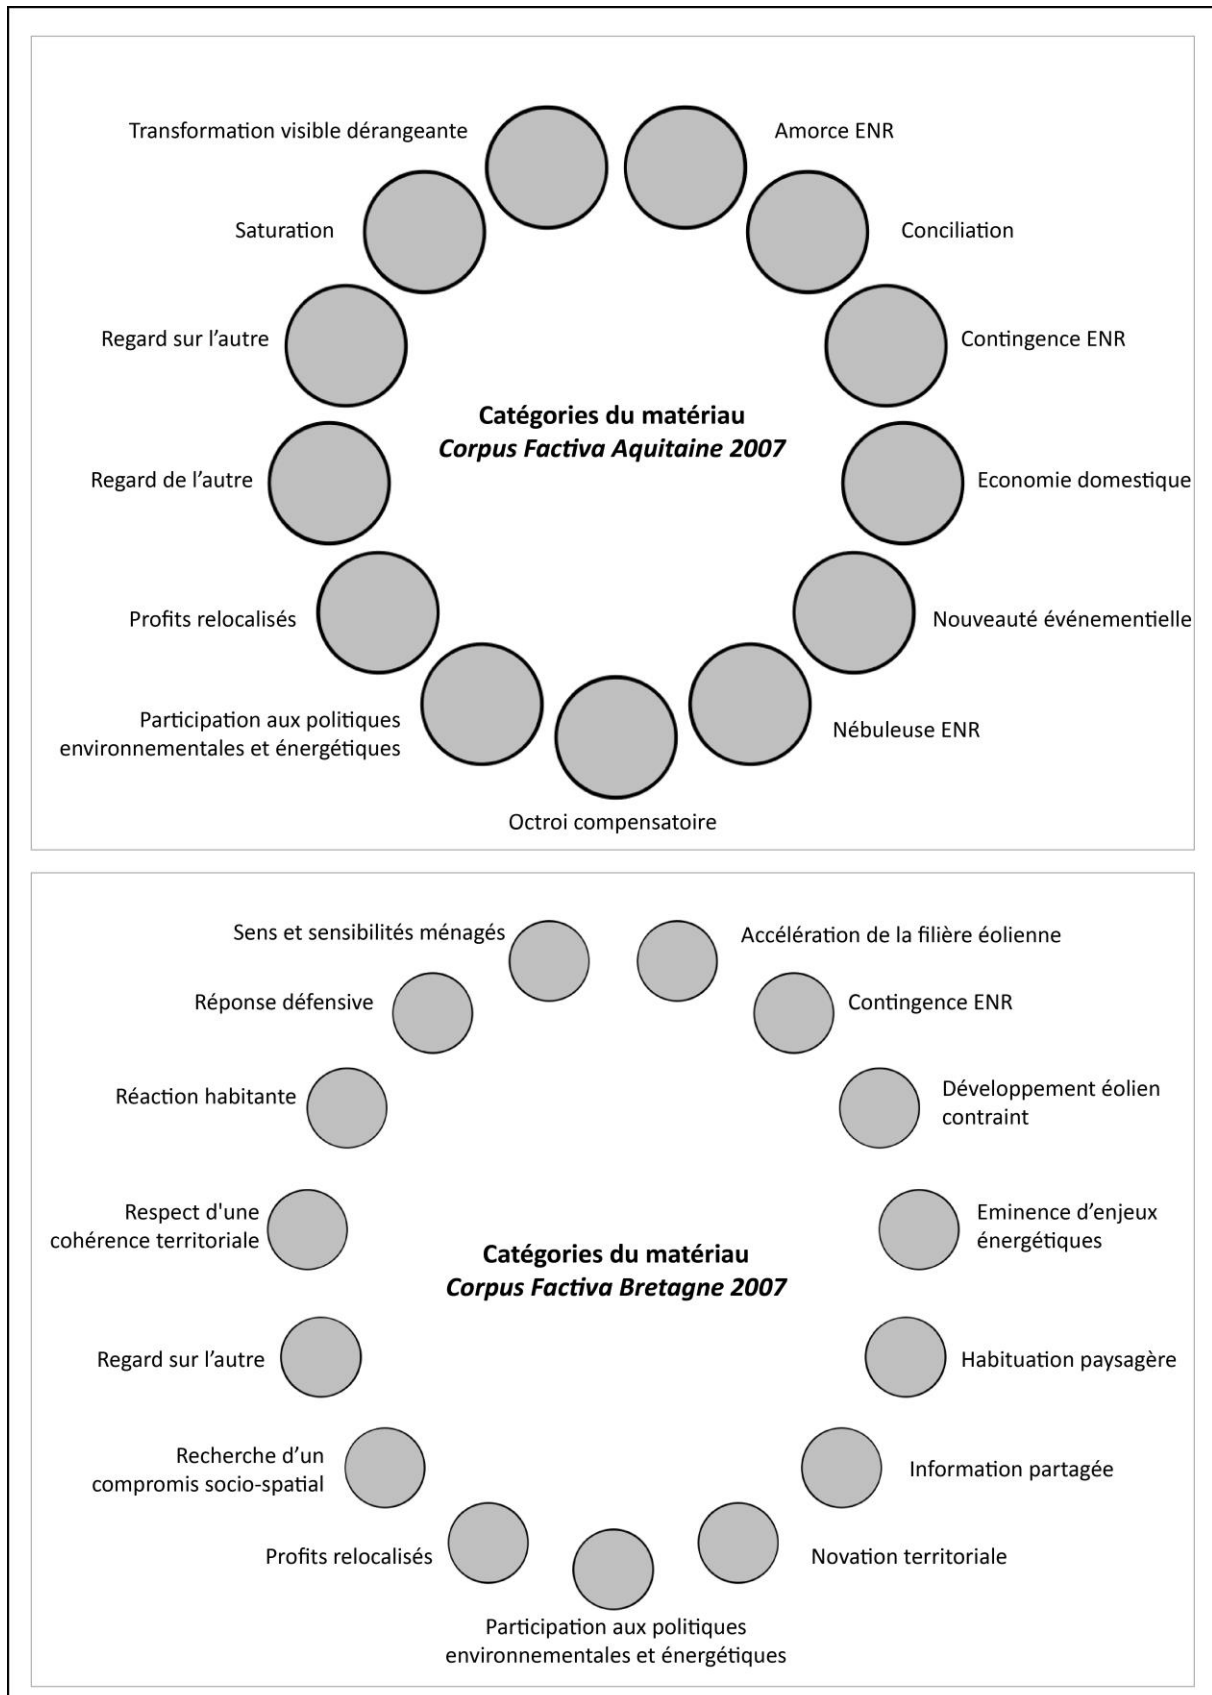 Transformation visible dérangeante
Amorce ENR
Saturation
Conciliation
Regard sur l’autre
Contingence ENR
Catégories du matériau
Corpus Factiva Aquitaine 2007
Regard de l’autre
Economie domestique
Profits relocalisés
Nouveauté événementielle
Participation aux politiques
environnementales et énergétiques
Nébuleuse ENR
Octroi compensatoire
Sens et sensibilités ménagés
Accélération de la filière éolienne
Réponse défensive
Contingence ENR
Réaction habitante
Développement éolien
contraint
Respect d'une
cohérence territoriale
Eminence d’enjeux
énergétiques
Catégories du matériau
Corpus Factiva Bretagne 2007
Regard sur l’autre
Habituation paysagère
Recherche d’un
compromis socio-spatial
Information partagée
Profits relocalisés
Novation territoriale
Participation aux politiques
environnementales et énergétiques